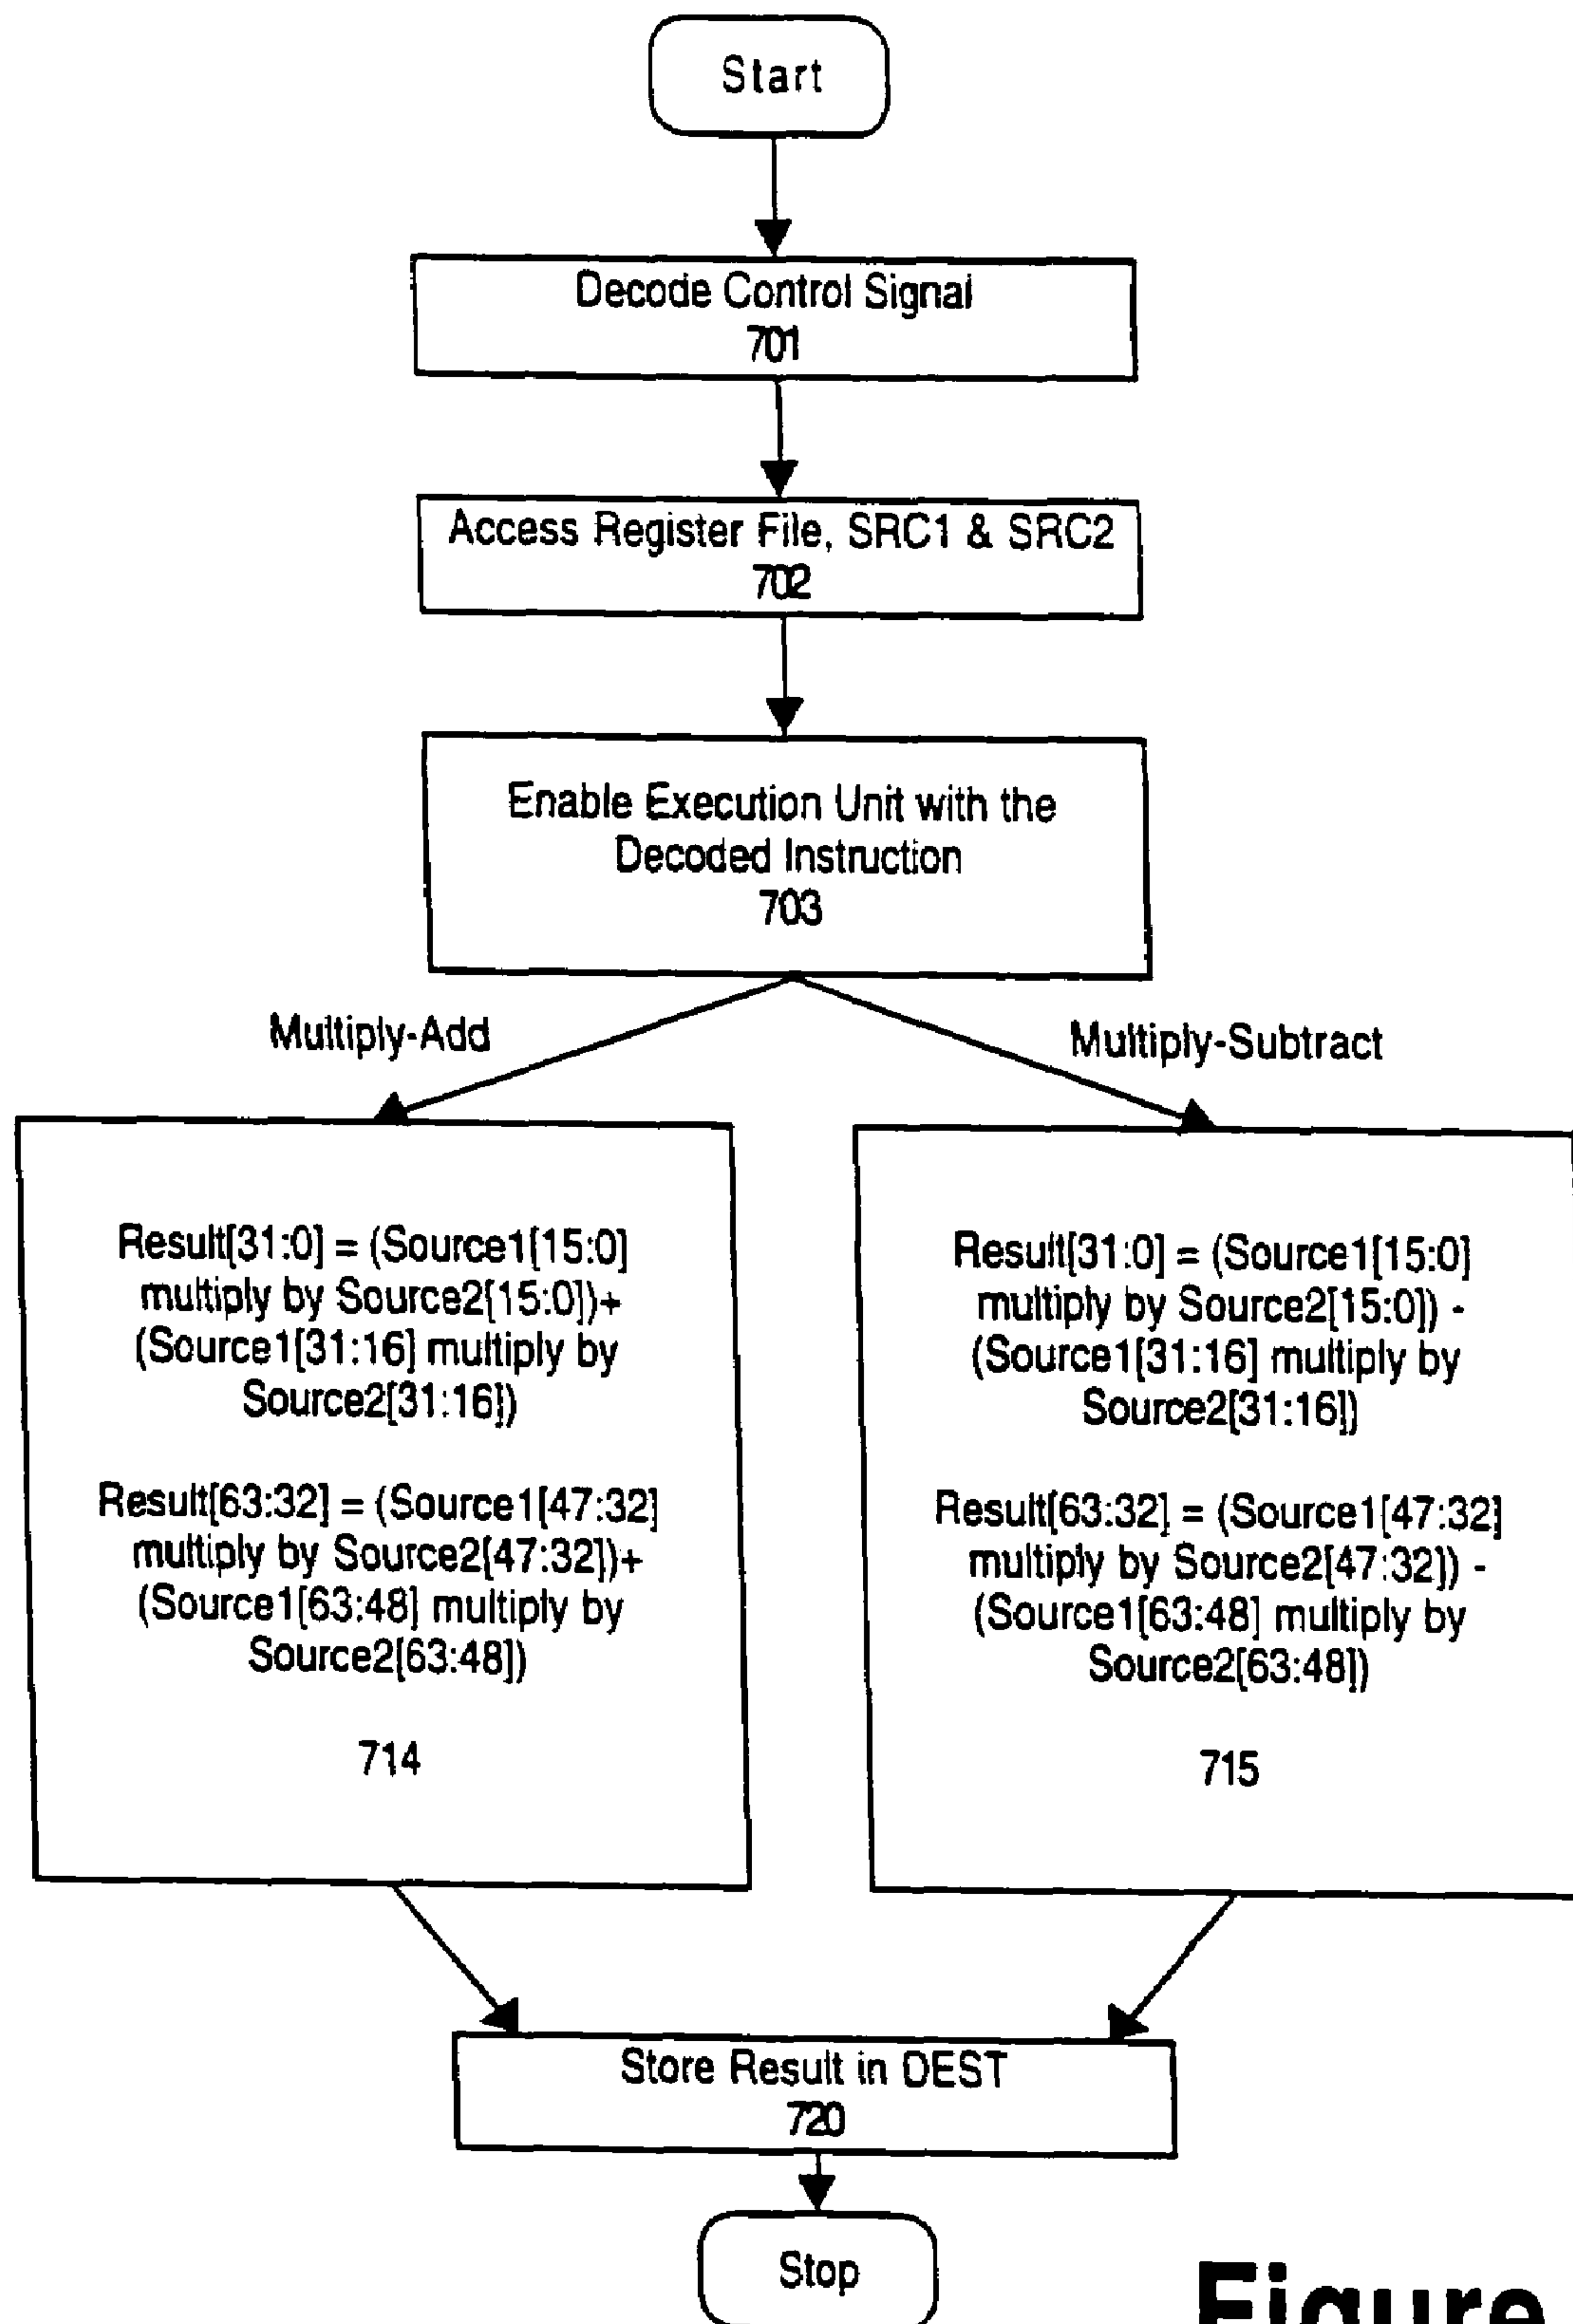 Start
Decode Control Signal
701
Access Register File, SRC1 & SRC2
702
Enable Execution Unit with the
Decoded Instruction
703
Multiply-Add
Multiply-Subtract
Result[31:0] = (Source1[15:0]
multiply by Source2[15:0])+
(Source1[31:16] multiply by
Source2[31:16])
Result[63:32] = (Source1[47:32]
multiply by Source2[47:32])+
(Source1[63:48] multiply by
Source2[63:48])
714
Result[31:0] = (Source1[15:0]
multiply by Source2[15:0]) -
(Source1[31:16] multiply by
Source2[31:16])
Result[63:32] = (Source1[47:32]
multiply by Source2[47:32]) -
(Source1[63:48] multiply by
Source2[63:48])
715
Store Result in DEST
720
Stop
Figure